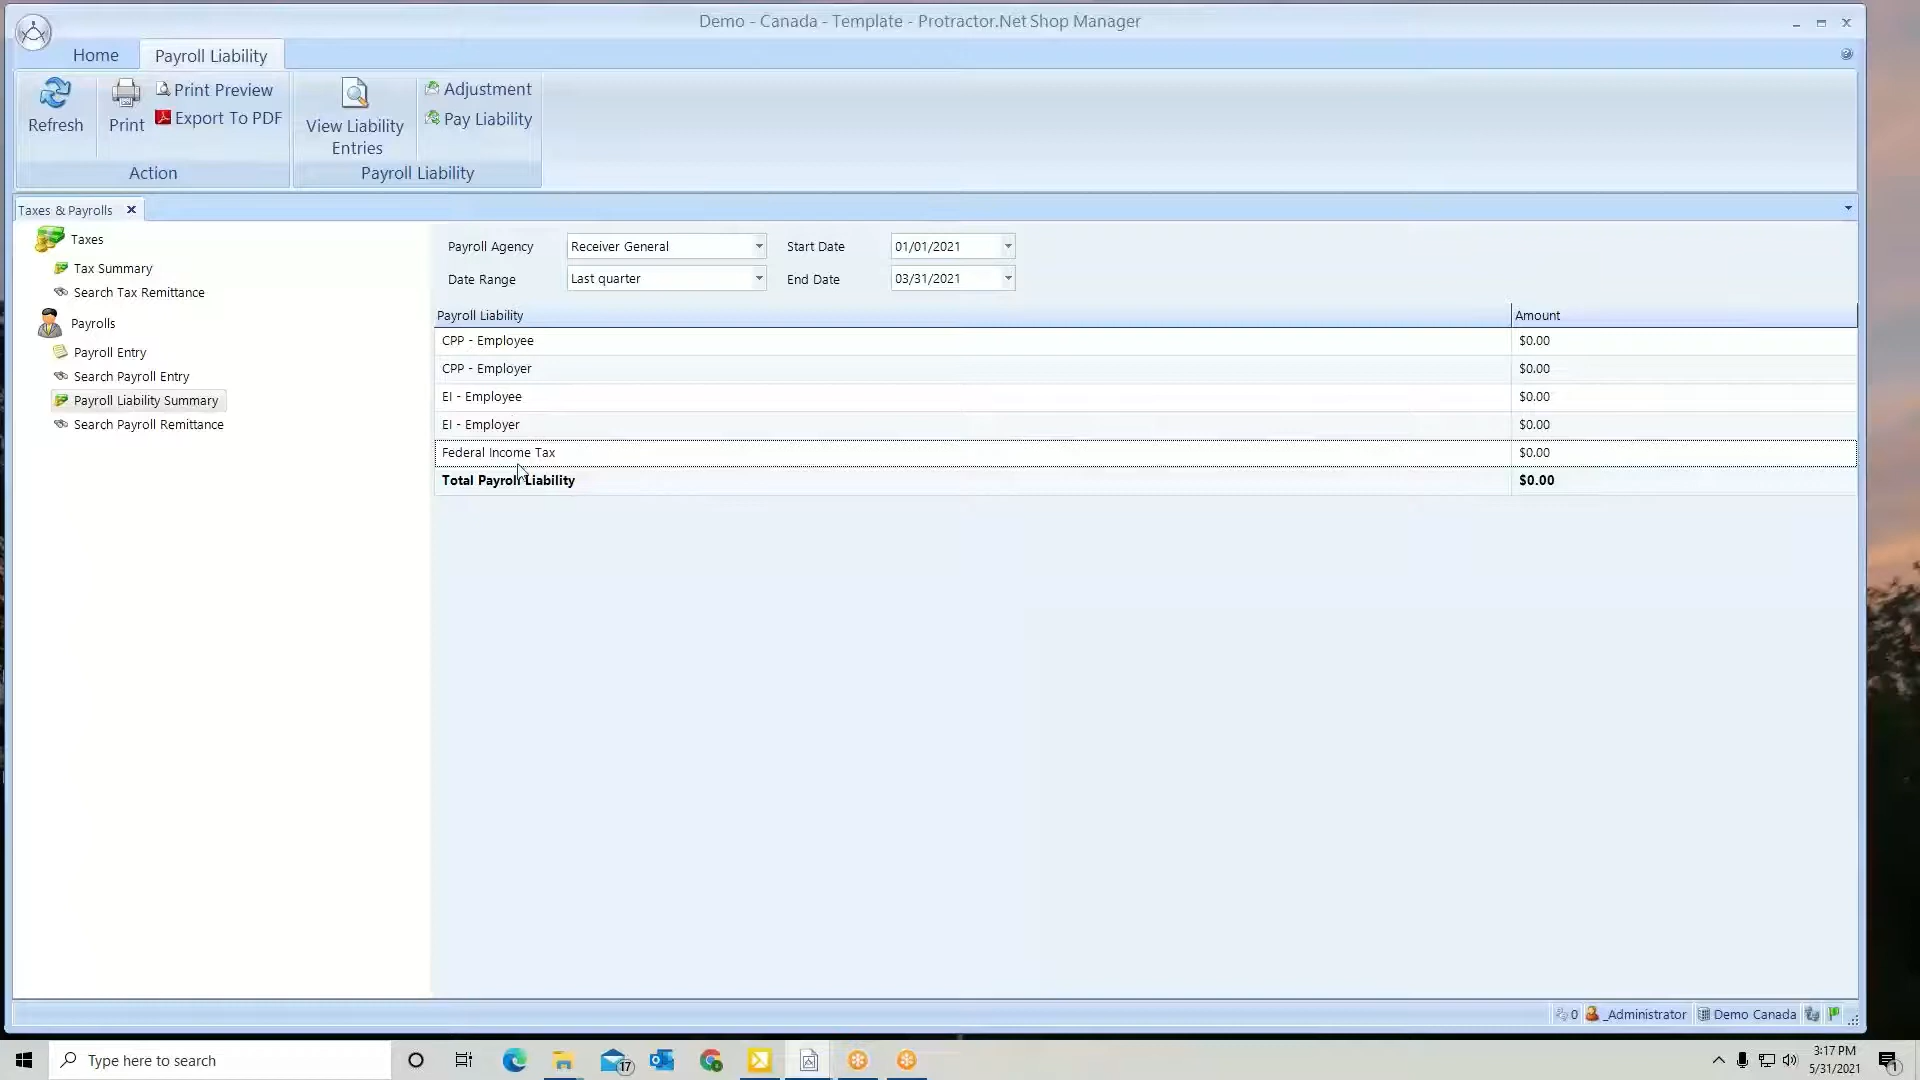 Demo - Canada - Template - Protractor.Net Shop Manager
Home
Payroll Liability
Refresh
Print
Print Preview
Export To PDF
Action
View Liability
Entries
Adjustment
Pay Liability
Payroll Liability
Taxes & Payrolls
Taxes
Tax Summary
Search Tax Remittance
Payrolls
Payroll Entry
Search Payroll Entry
Payroll Liability Summary
Search Payroll Remittance
Payroll Agency Receiver General Start Date 01/01/2021
Date Range Last quarter End Date 03/31/2021
Payroll Liability Amount
CPP - Employee $0.00
CPP - Employer $0.00
EI - Employee $0.00
EI - Employer $0.00
Federal Income Tax $0.00
Total Payroll Liability $0.00
0 _Administrator Demo Canada
Type here to search
17
3:17 PM
5/31/2021
1